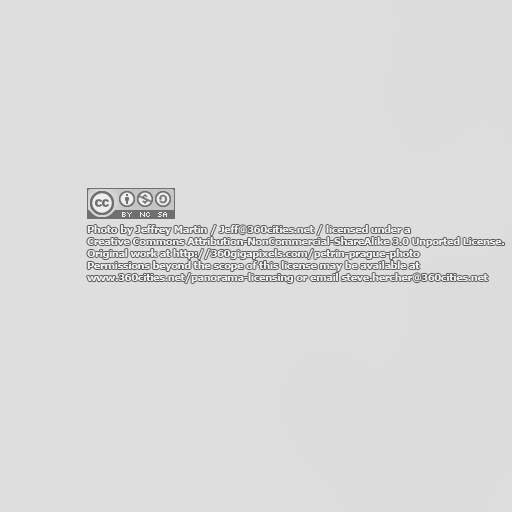 cc BY NC SA
Photo by Jeffrey Martin / Jeff@360cities.net / licensed under a
Creative Commons Attribution-NonCommercial-ShareAlike 3.0 Unported License.
Original work at http://360gigapixels.com/petrin-prague-photo
Permissions beyond the scope of this license may be available at
www.360cities.net/panorama-licensing or email steve.hercher@360cities.net